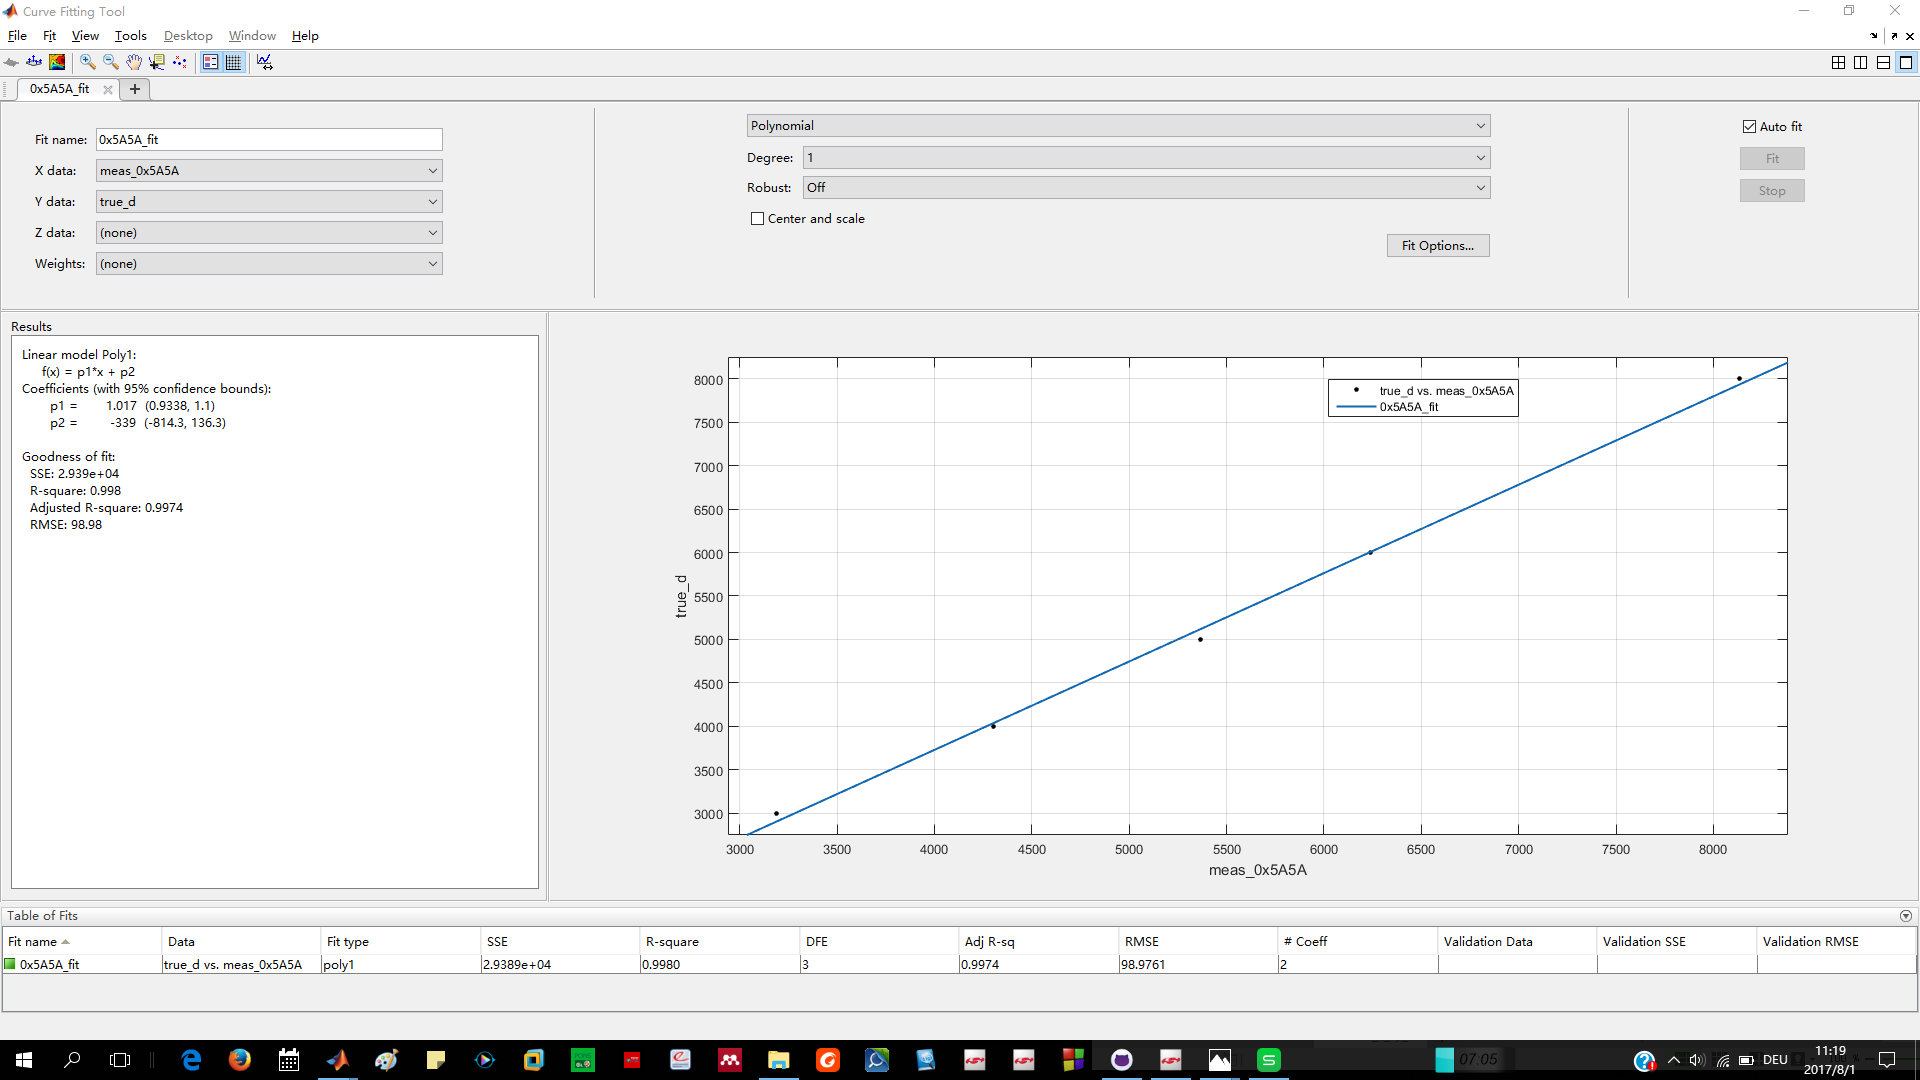 Curve Fitting Tool
File Fit View Tools Desktop Window Help
0x5A5A_fit
Fit name: 0x5A5A_fit
X data: meas_0x5A5A
Y data: true_d
Z data: (none)
Weights: (none)
Polynomial
Degree: 1
Robust: Off
Center and scale
Fit Options...
Auto fit
Fit
Stop
Results
Linear model Poly1:
f(x) = p1*x + p2
Coefficients (with 95% confidence bounds):
p1 = 1.017 (0.9338, 1.1)
p2 = -339 (-814.3, 136.3)
Goodness of fit:
SSE: 2.939e+04
R-square: 0.998
Adjusted R-square: 0.9974
RMSE: 98.98
true_d vs. meas_0x5A5A
0x5A5A_fit
8000
7500
7000
6500
6000
5500
5000
4500
4000
3500
3000
true_d
3000 3500 4000 4500 5000 5500 6000 6500 7000 7500 8000
meas_0x5A5A
Table of Fits
Fit name Data Fit type SSE R-square DFE Adj R-sq RMSE # Coeff Validation Data Validation SSE Validation RMSE
0x5A5A_fit true_d vs. meas_0x5A5A poly1 2.9389e+04 0.9980 3 0.9974 98.9761 2
07:05
DEU
11:19
2017/8/1